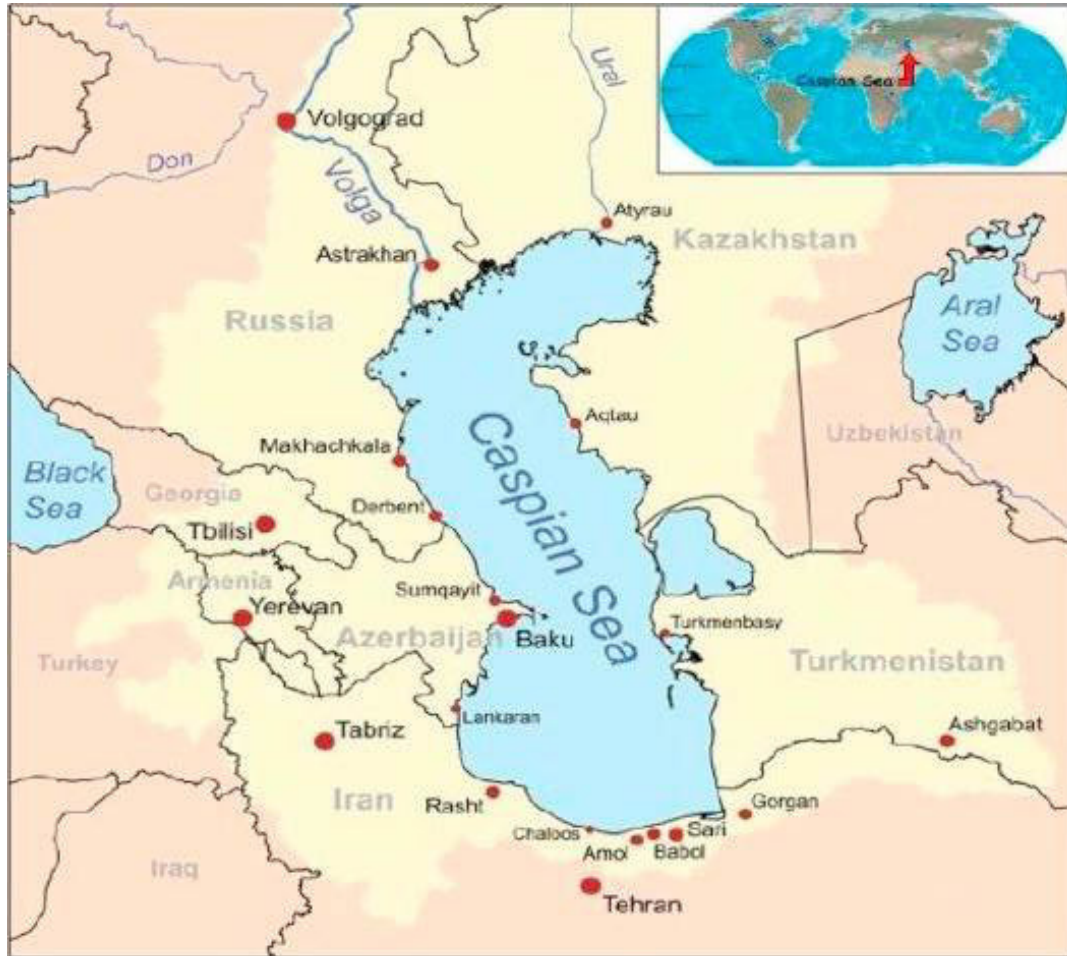 Ural
Caspian Sea
Volgograd
Don
Volga
Atyrau
Kazakhstan
Astrakhan
Russia
Aral
Sea
Aqtau
Caspian Sea
Uzbekistan
Makhachkala
Black
Sea
Georgia
Derbent
Tbilisi
Armenia
Sumqayit
Yerevan
Azerbaijan
Baku
Turkmenbasy
Turkey
Turkmenistan
Lankaran
Tabriz
Ashgabat
Iran
Rasht
Gorgan
Chaloos
Sari
Amol
Babol
Iraq
Tehran